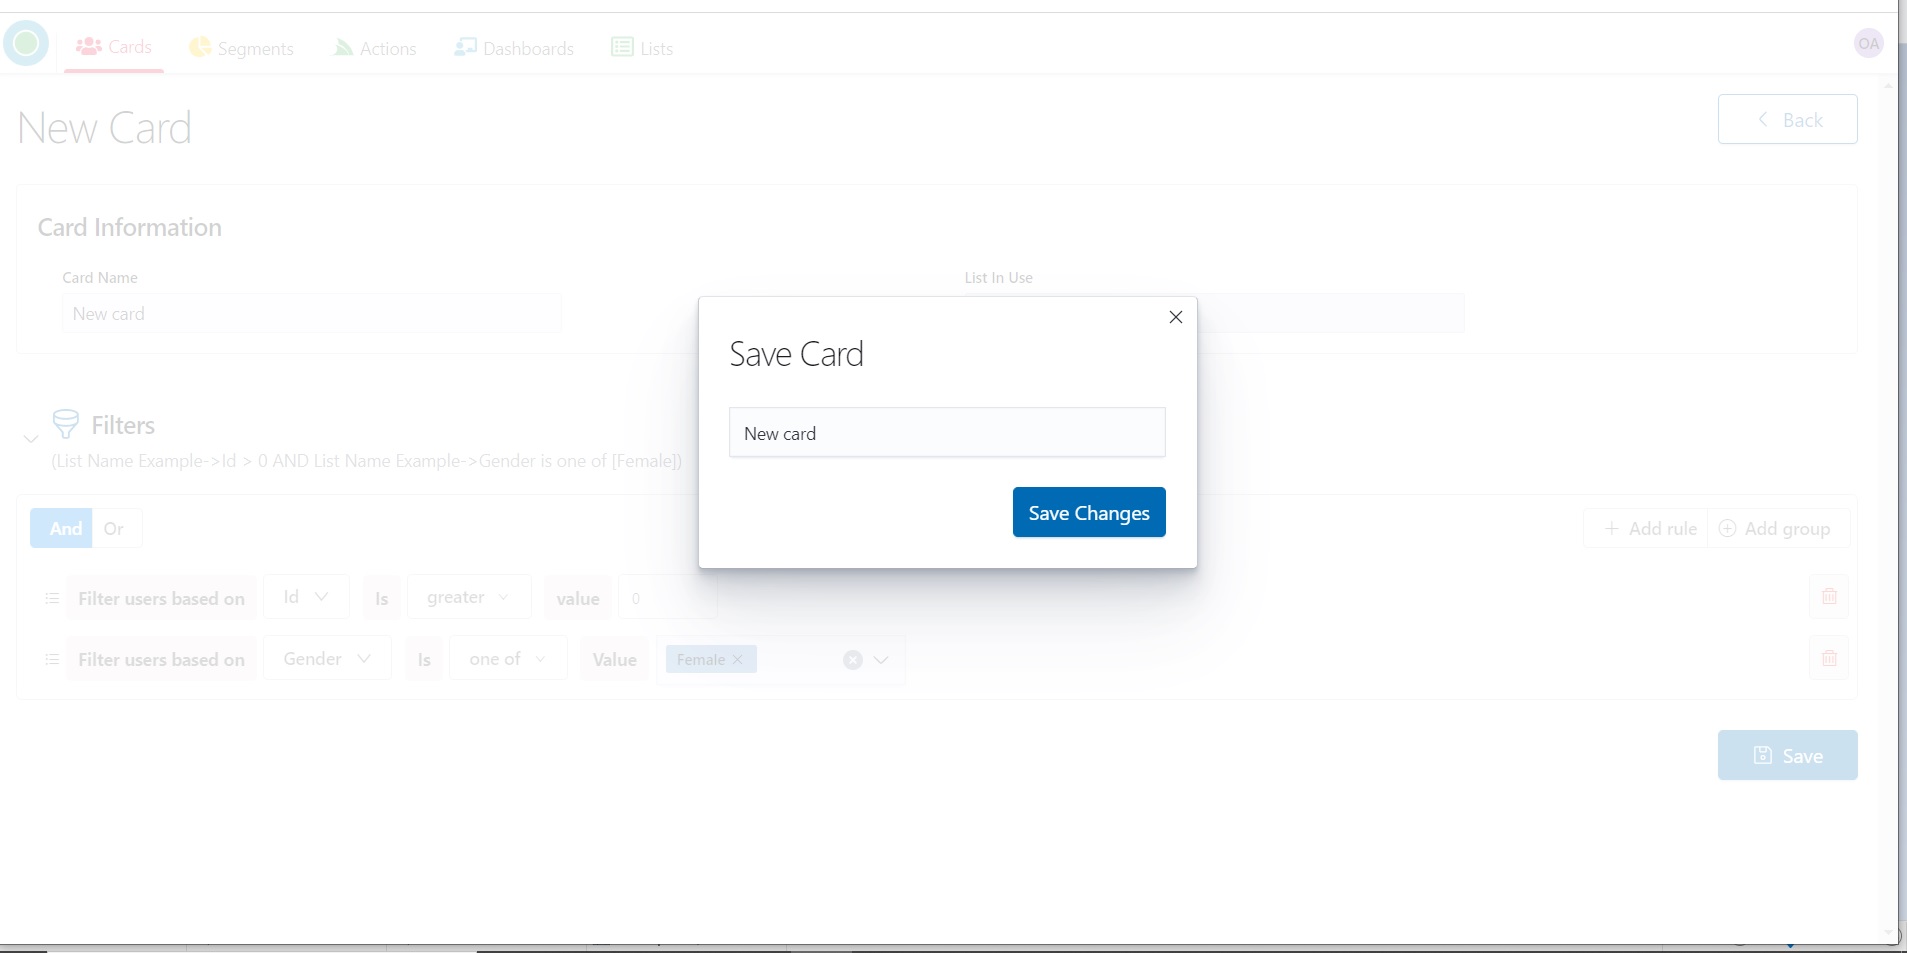 Cards Segments Actions Dashboards Lists OA
New Card
Back
Card Information
Card Name List In Use
New card
Save Card
New card
Save Changes
Filters
(List Name Example->Id > 0 AND List Name Example->Gender is one of [Female])
And Or Add rule Add group
Filter users based on Id Is greater value 0
Filter users based on Gender Is one of Value Female
Save